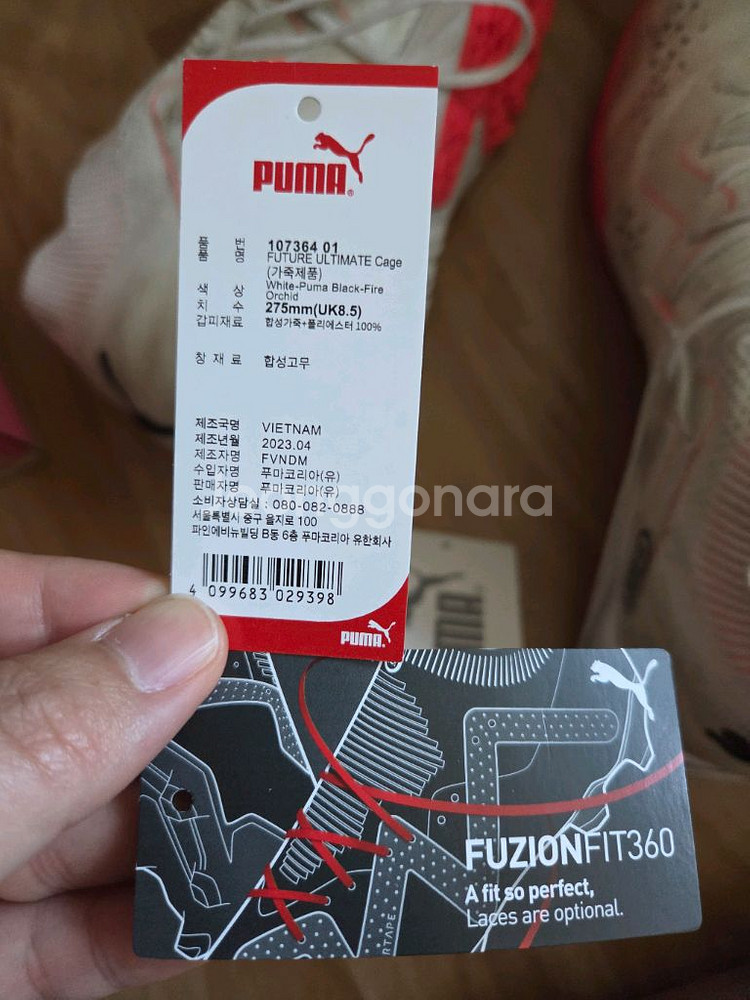 PUMA®
품 번 107364 01
품 명 FUTURE ULTIMATE Cage
(가죽제품)
색 상 White-Puma Black-Fire
Orchid
치 수 275mm(UK8.5)
갑피재료 합성가죽+폴리에스터 100%
창 재 료 합성고무
제조국명 VIETNAM
제조년월 2023.04
제조자명 FVNDM
수입자명 푸마코리아(유)
판매자명 푸마코리아(유)
소비자상담실 : 080-082-0888
서울특별시 중구 을지로 100
파인에비뉴빌딩 B동 6층 푸마코리아 유한회사
4 099683 029398
PUMA
FUZIONFIT360
A fit so perfect,
Laces are optional.